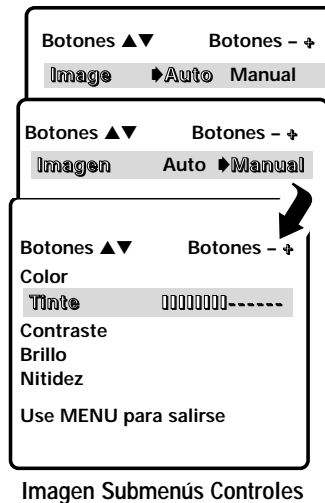 Botones ▲▼ Botones – +
Image ➧Auto Manual
Botones ▲▼ Botones – +
Imagen Auto ➧Manual
Botones ▲▼ Botones – +
Color
Tinte ▯▯▯▯▯▯▯▯------
Contraste
Brillo
Nitidez
Use MENU para salirse
Imagen Submenús Controles